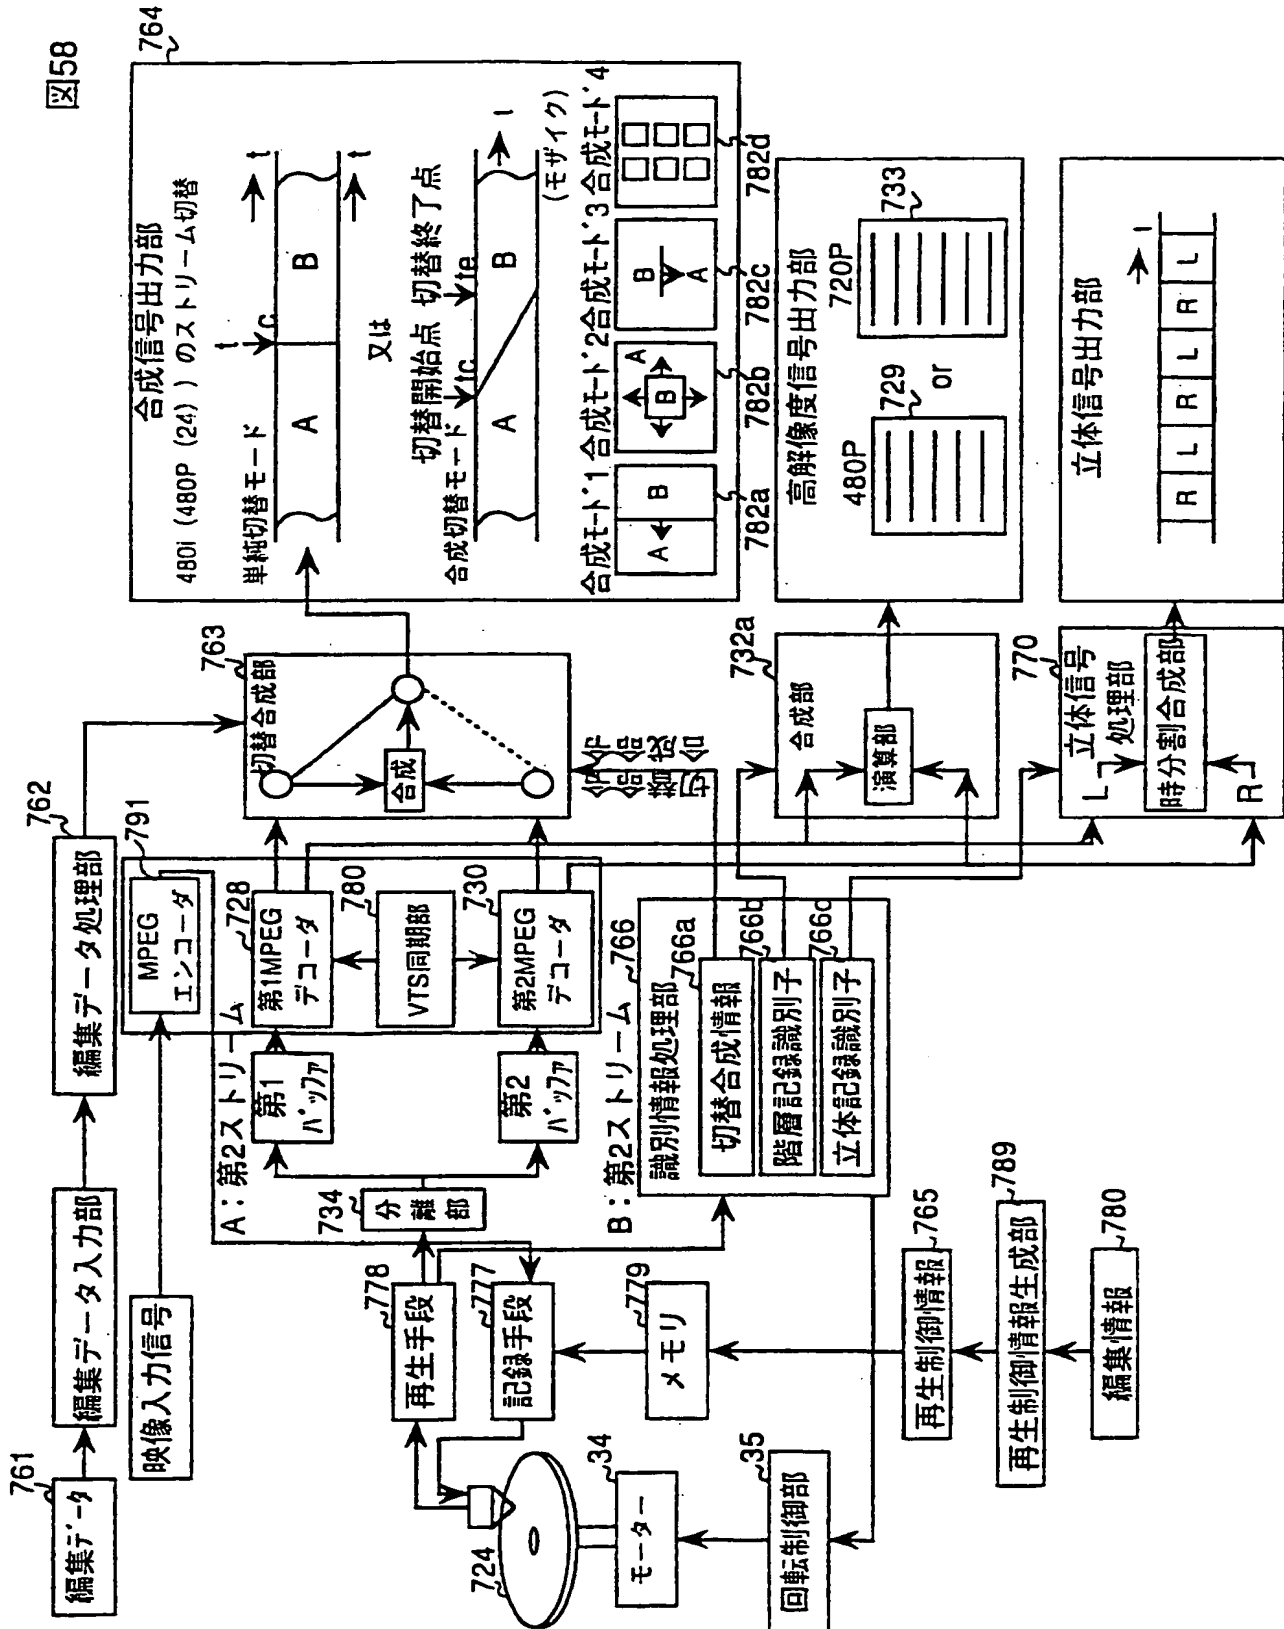 図58
761
編集データ
編集データ入力部
762
編集データ処理部
映像入力信号
791
MPEG
エンコーダ
A：第2ストリーム
728
第1
バッファ
第1MPEG
デコーダ
780
VTS同期部
730
第2
バッファ
第2MPEG
デコーダ
B：第2ストリーム
734
分離部
778
再生手段
777
記録手段
779
メモリ
724
34
モーター
35
回転制御部
765
再生制御情報
789
再生制御情報生成部
780
編集情報
766
識別情報処理部
766a
切替合成情報
766b
階層記録識別子
766c
立体記録識別子
763
切替合成部
合成
切替命令
合成命令
732a
合成部
演算部
770
立体信号
処理部
L
時分割合成部
R
764
合成信号出力部
480i (480P (24) ) のストリーム切替
単純切替モード
t
c
t
A
B
t
又は
切替開始点 切替終了点
合成切替モード
tc
te
A
B
t
(モザイク)
合成モード1
合成モード2
合成モード3
合成モード4
A
B
A
B
B
A
782a
782b
782c
782d
高解像度信号出力部
480P
729
or
720P
733
立体信号出力部
t
R L R L R L